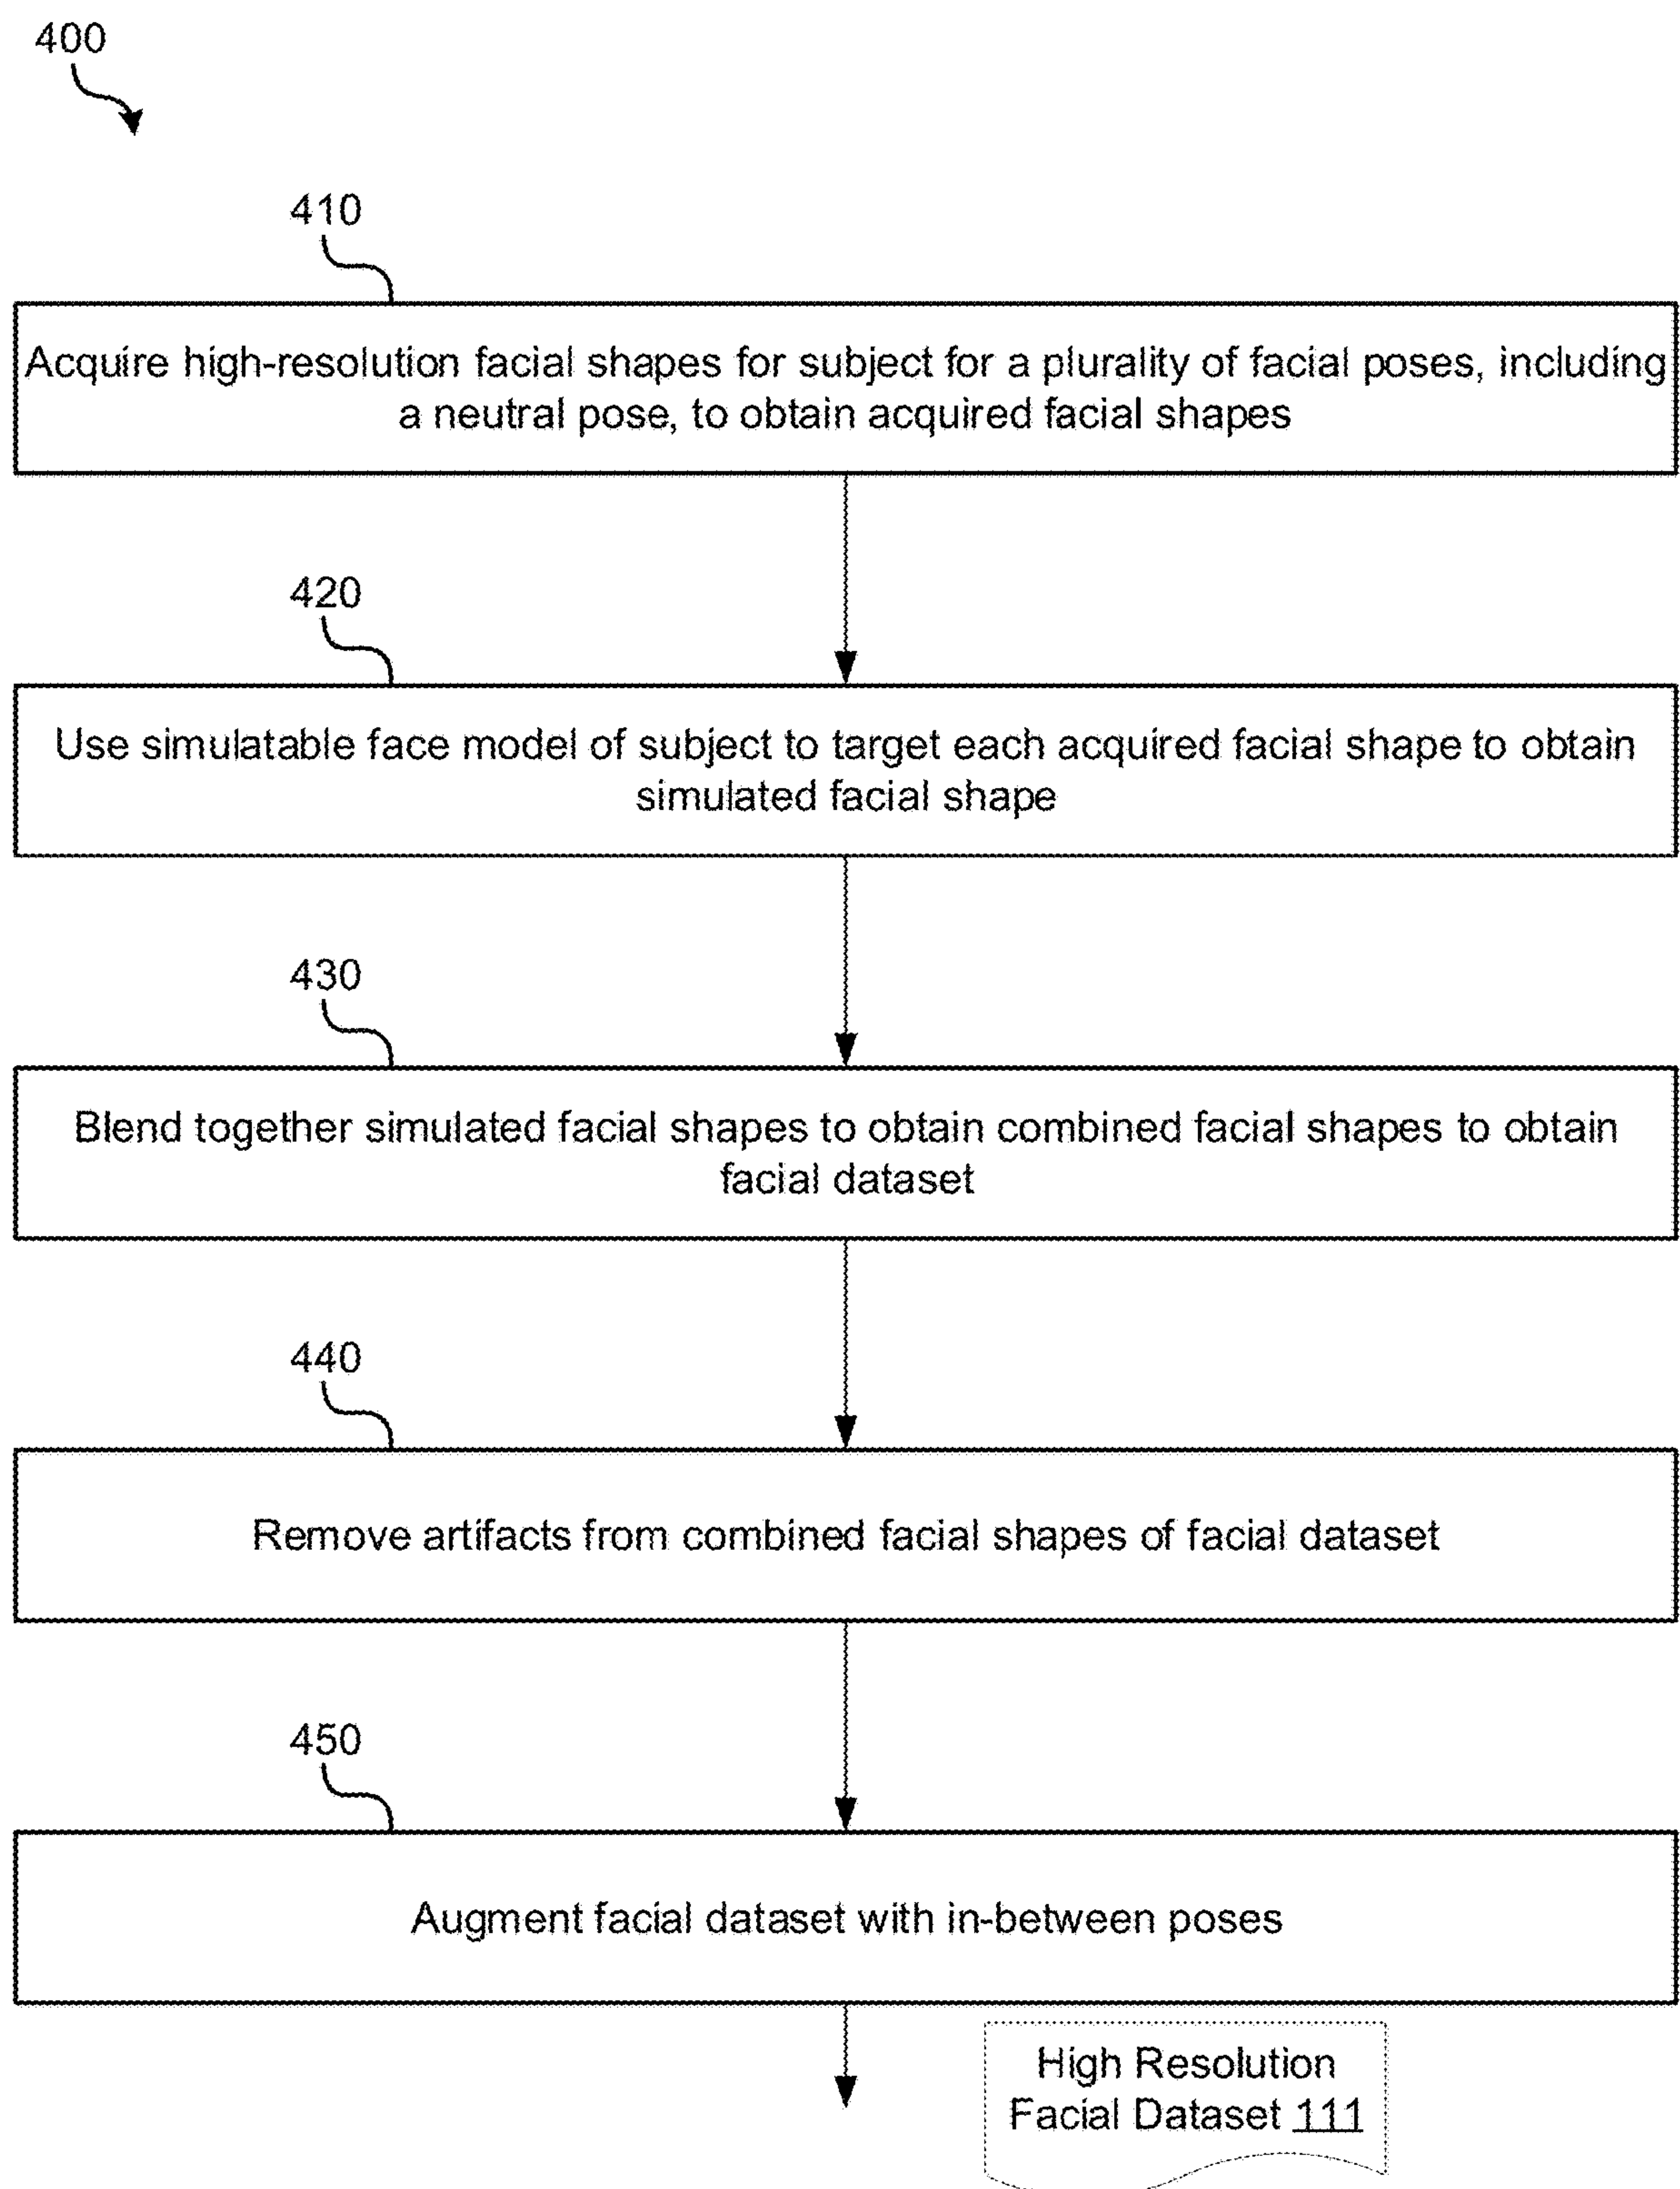 400
410
Acquire high-resolution facial shapes for subject for a plurality of facial poses, including
a neutral pose, to obtain acquired facial shapes
420
Use simulatable face model of subject to target each acquired facial shape to obtain
simulated facial shape
430
Blend together simulated facial shapes to obtain combined facial shapes to obtain
facial dataset
440
Remove artifacts from combined facial shapes of facial dataset
450
Augment facial dataset with in-between poses
High Resolution
Facial Dataset 111